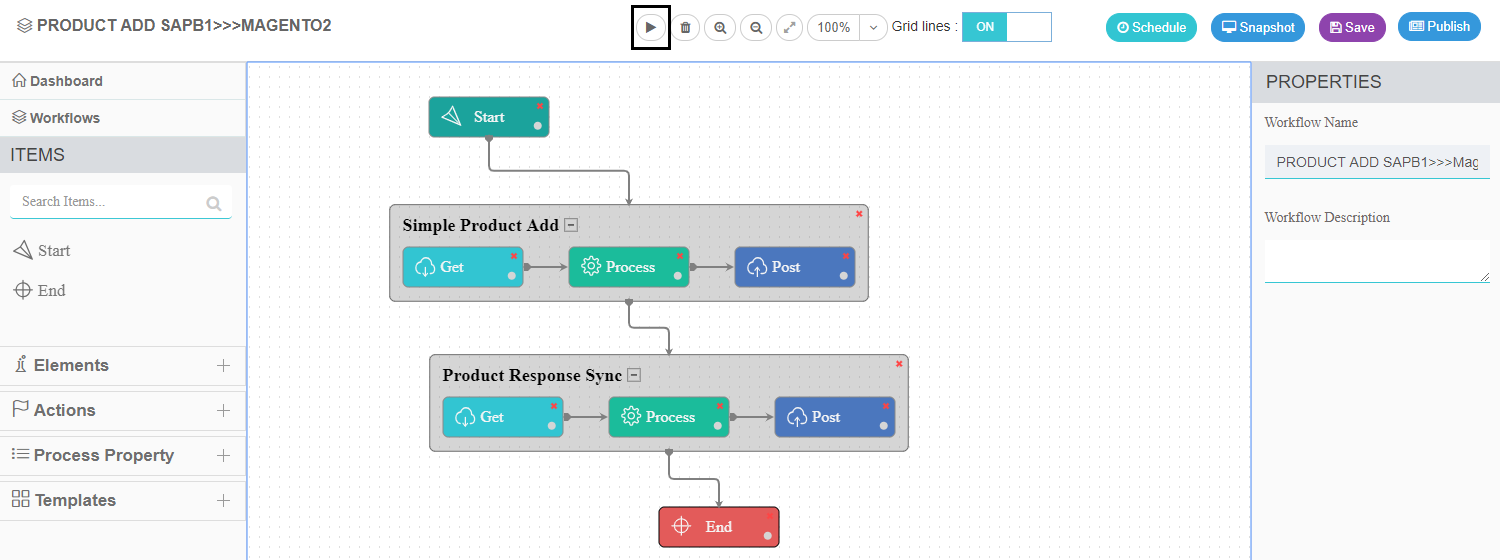 PRODUCT ADD SAPB1>>>MAGENTO2
100%
Grid lines :
ON
Schedule
Snapshot
Save
Publish
Dashboard
Workflows
ITEMS
Search Items...
Start
End
Elements
Actions
Process Property
Templates
Start
Simple Product Add
Get
Process
Post
Product Response Sync
Get
Process
Post
End
PROPERTIES
Workflow Name
PRODUCT ADD SAPB1>>>Mag
Workflow Description